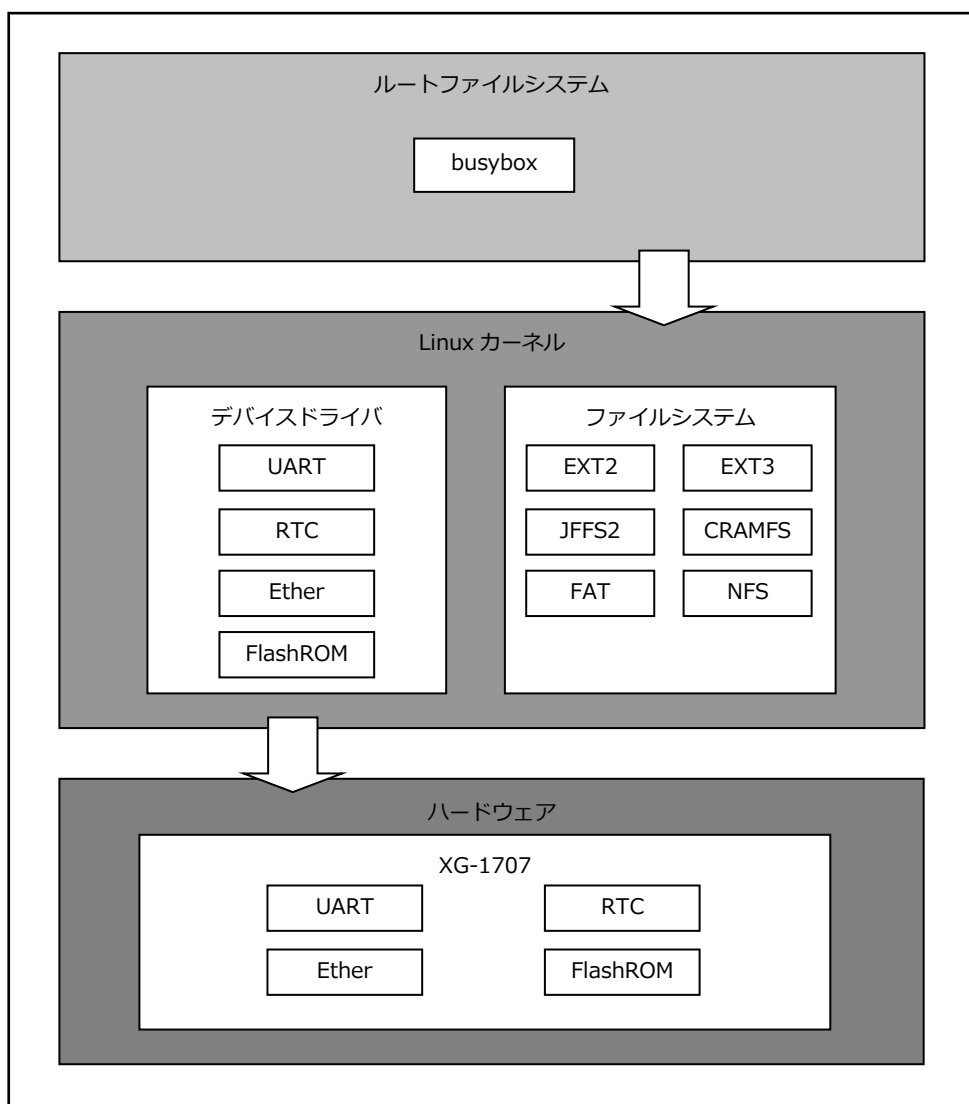 ルートファイルシステム
busybox
Linux カーネル
デバイスドライバ
UART
RTC
Ether
FlashROM
ファイルシステム
EXT2 EXT3
JFFS2 CRAMFS
FAT NFS
ハードウェア
XG-1707
UART RTC
Ether FlashROM